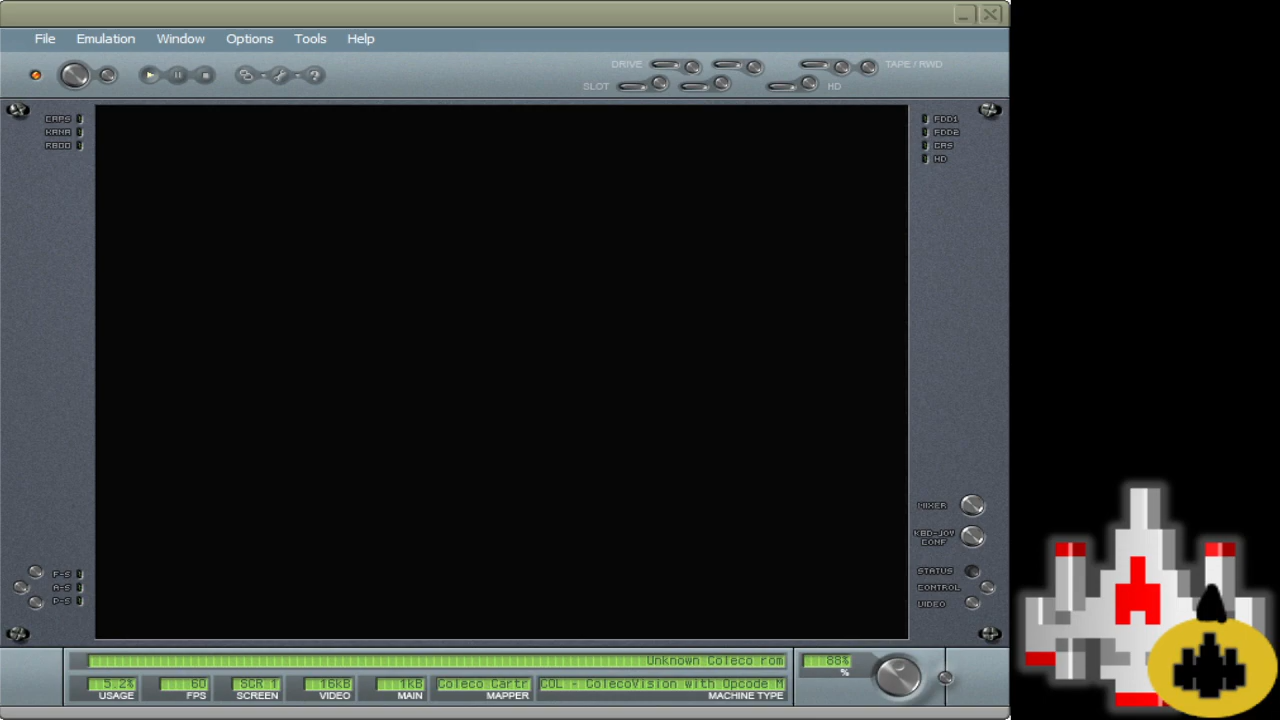 File Emulation Window Options Tools Help
DRIVE TAPE / RWD
SLOT HD
CAPS FDD1
KANA FDD2
CAS
HD
MIXER
KBD-JOY
CONF
F-S STATUS
A-S CONTROL
VIDEO
Unknown Coleco rom 88%
%
5.2% 60 SCR 1 16kB 1kB Coleco Cartr COL - ColecoVision with Opcode M
USAGE FPS SCREEN VIDEO MAIN MAPPER MACHINE TYPE